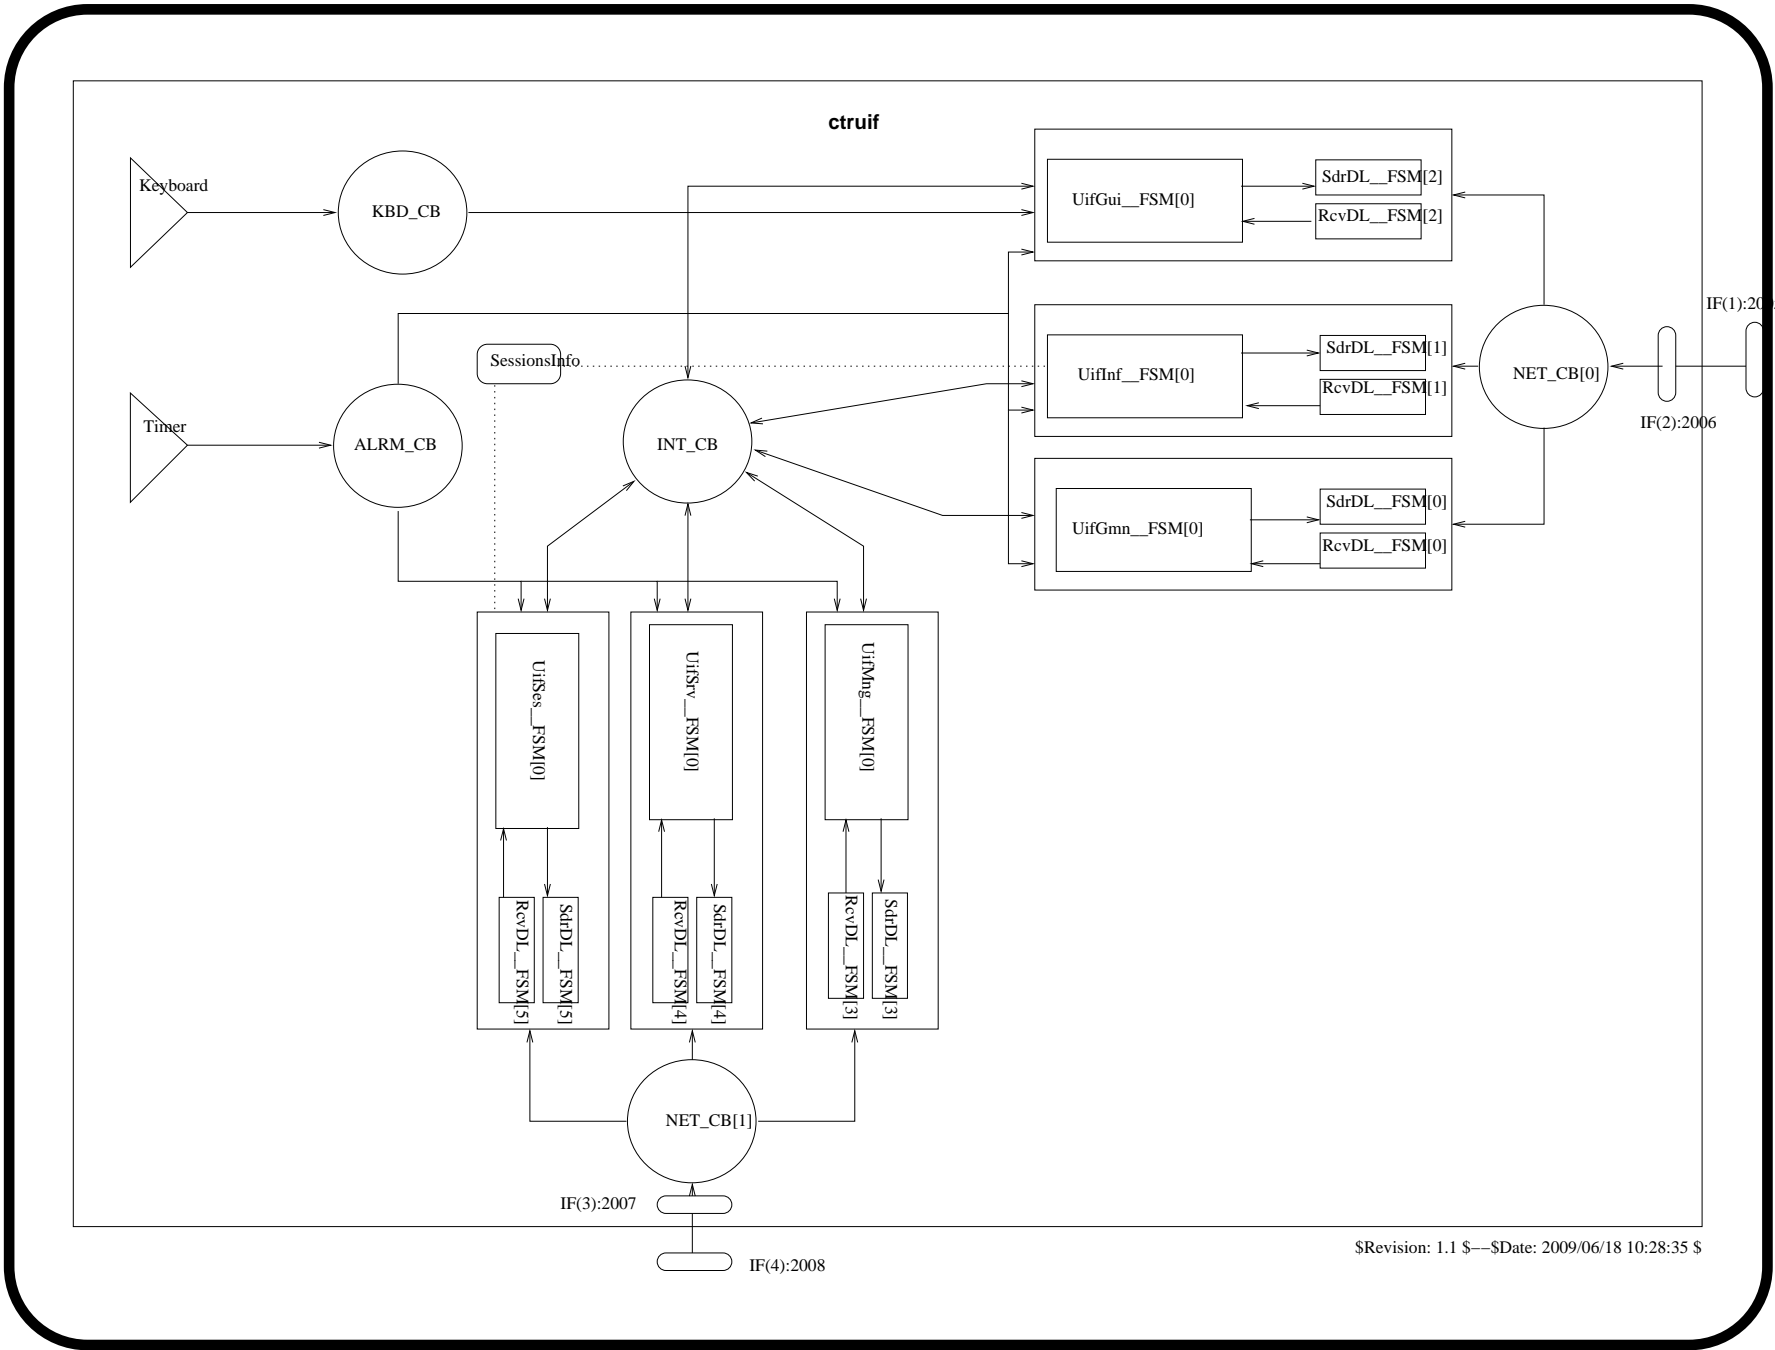 ctruif
Keyboard
KBD_CB
UifGui__FSM[0]
SdrDL__FSM[2]
RcvDL__FSM[2]
SessionsInfo
UifInf__FSM[0]
SdrDL__FSM[1]
RcvDL__FSM[1]
NET_CB[0]
IF(2):2006
Timer
ALRM_CB
INT_CB
UifGmn__FSM[0]
SdrDL__FSM[0]
RcvDL__FSM[0]
UifSes__FSM[0]
RcvDL__FSM[5]
SdrDL__FSM[5]
UifSrv__FSM[0]
RcvDL__FSM[4]
SdrDL__FSM[4]
UifMng__FSM[0]
RcvDL__FSM[3]
SdrDL__FSM[3]
NET_CB[1]
IF(3):2007
IF(4):2008
$Revision: 1.1 $−−$Date: 2009/06/18 10:28:35 $